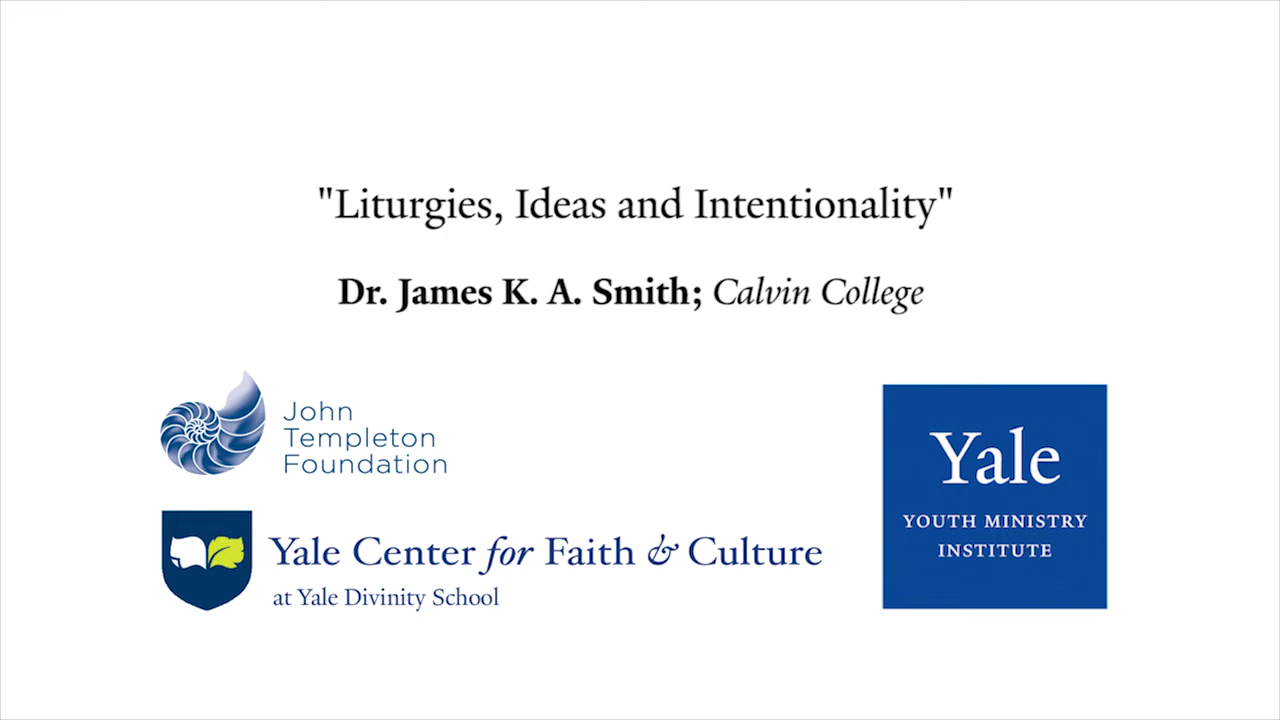 "Liturgies, Ideas and Intentionality"
Dr. James K. A. Smith; Calvin College
John
Templeton
Foundation
Yale Center for Faith & Culture
at Yale Divinity School
Yale
YOUTH MINISTRY
INSTITUTE